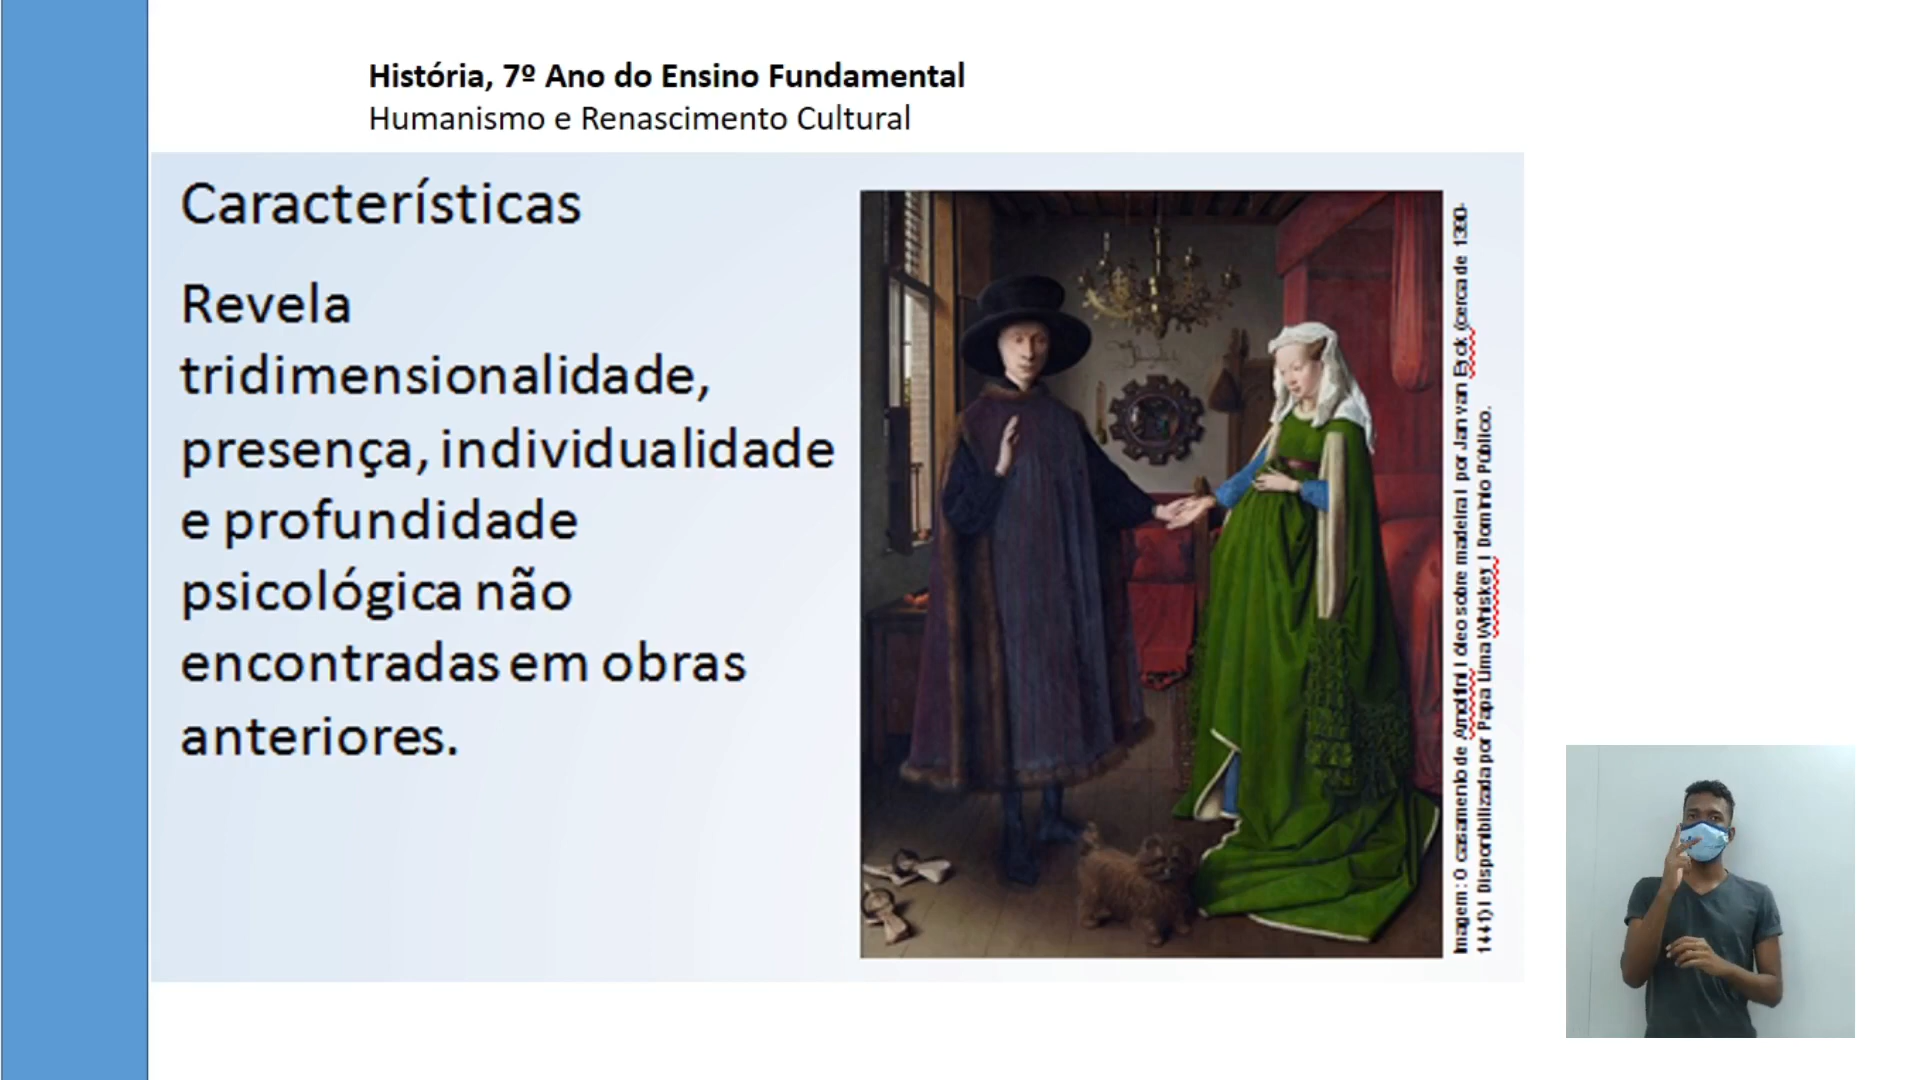 História, 7º Ano do Ensino Fundamental
Humanismo e Renascimento Cultural
Características
Revela
tridimensionalidade,
presença, individualidade
e profundidade
psicológica não
encontradas em obras
anteriores.
Imagem: O casamento de Arnolfini | óleo sobre madeira | por Jan van Eyck (cerca de 1390-
1441) | Disponibilizada por Papa Lima Whiskey | Domínio Público.